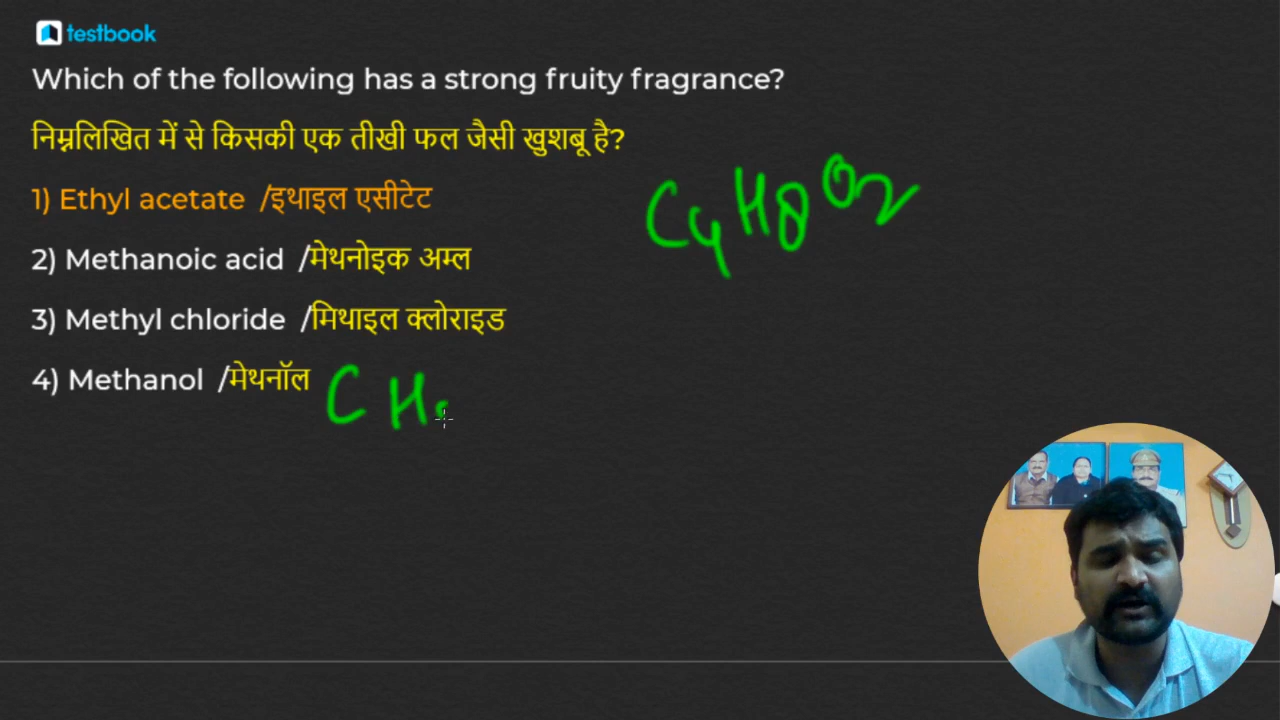 testbook
Which of the following has a strong fruity fragrance?
निम्नलिखित में से किसकी एक तीखी फल जैसी खुशबू है?
1) Ethyl acetate /इथाइल एसीटेट
C4H8O2
2) Methanoic acid /मेथनोइक अम्ल
3) Methyl chloride /मिथाइल क्लोराइड
4) Methanol /मेथनॉल CH